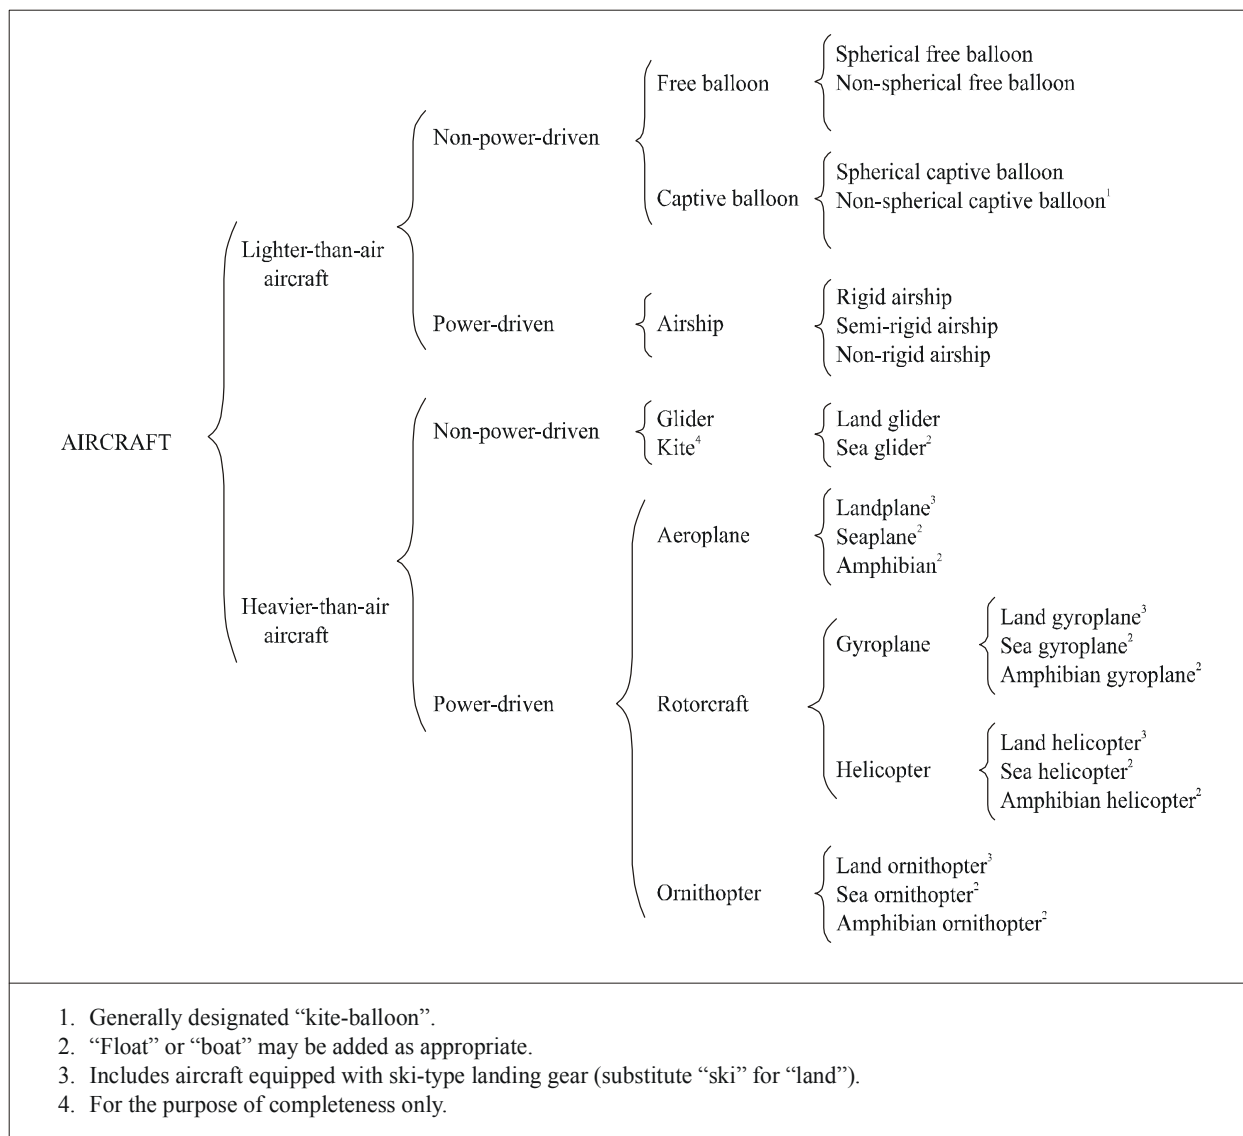 Spherical free balloon
Free balloon
Non-spherical free balloon
Non-power-driven
Spherical captive balloon
Captive balloon
Non-spherical captive balloon1
Lighter-than-air
aircraft
Rigid airship
Power-driven
Airship
Semi-rigid airship
Non-rigid airship
AIRCRAFT
Non-power-driven
Glider
Kite4
Land glider
Sea glider2
Landplane3
Aeroplane
Seaplane2
Amphibian2
Heavier-than-air
aircraft
Land gyroplane3
Gyroplane
Sea gyroplane2
Amphibian gyroplane2
Power-driven
Rotorcraft
Land helicopter3
Helicopter
Sea helicopter2
Amphibian helicopter2
Land ornithopter3
Ornithopter
Sea ornithopter2
Amphibian ornithopter2
1. Generally designated “kite-balloon”.
2. “Float” or “boat” may be added as appropriate.
3. Includes aircraft equipped with ski-type landing gear (substitute “ski” for “land”).
4. For the purpose of completeness only.